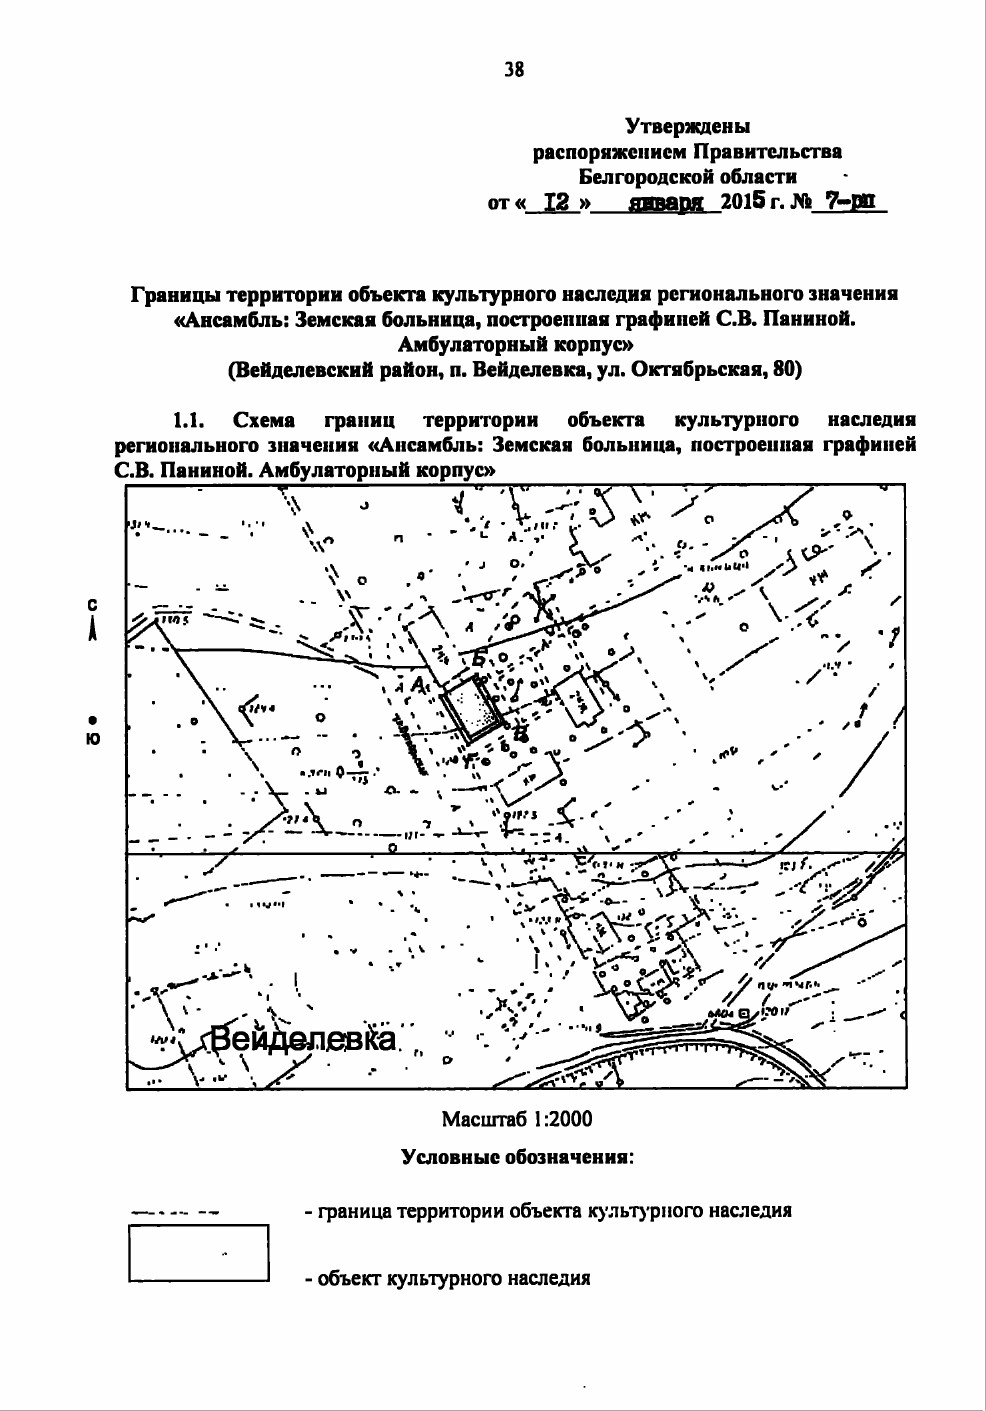 38
Утверждены
распоряжением Правительства
Белгородской области
от « 12 » января 2015 г. № 7-рп
Границы территории объекта культурного наследия регионального значения
«Ансамбль: Земская больница, построенная графиней С.В. Паниной.
Амбулаторный корпус»
(Вейделевский район, п. Вейделевка, ул. Октябрьская, 80)
1.1. Схема границ территории объекта культурного наследия
регионального значения «Ансамбль: Земская больница, построенная графиней
С.В. Паниной. Амбулаторный корпус»
С
Ю
А
Б
В
Г
КМ
КЖ
Вейделевка
Масштаб 1:2000
Условные обозначения:
- граница территории объекта культурного наследия
- объект культурного наследия